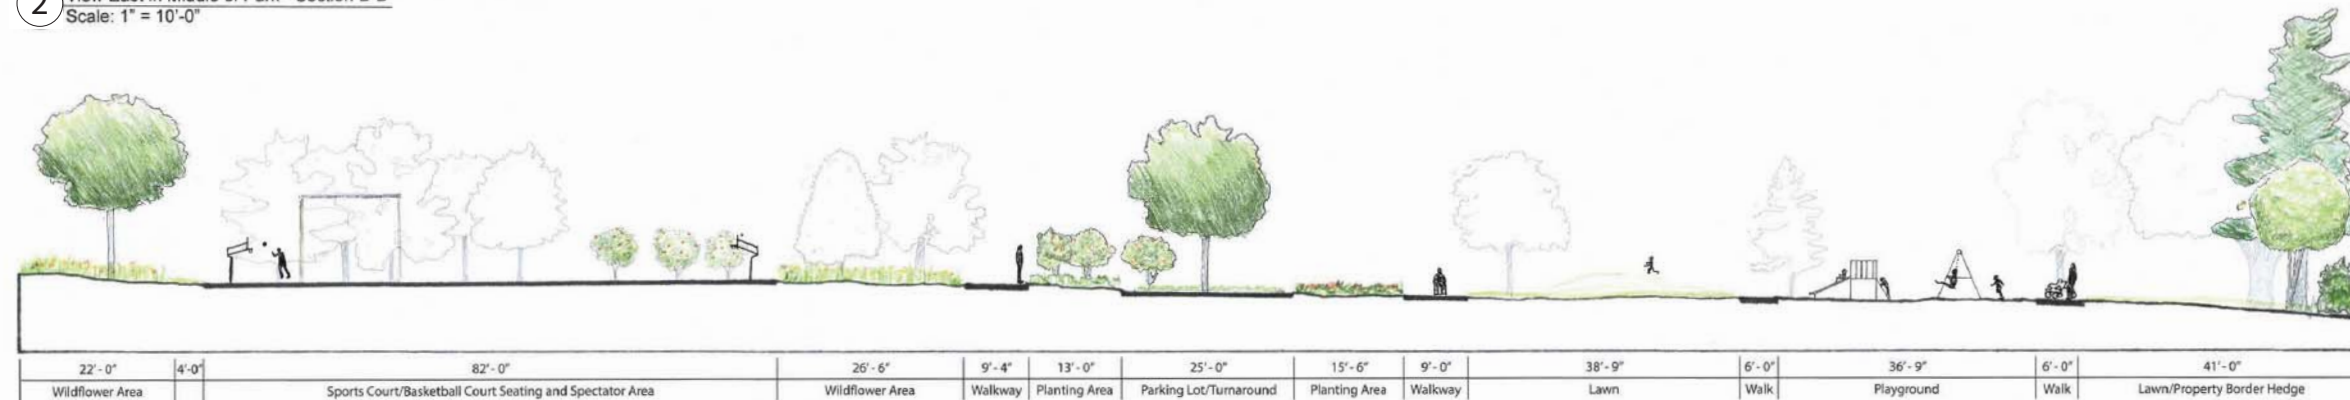 2
Scale: 1" = 10'-0"
22'- 0" 4'-0" 82'- 0" 26'- 6" 9'- 4" 13'- 0" 25'- 0" 15'- 6" 9'- 0" 38'- 9" 6'- 0" 36'- 9" 6'- 0" 41'- 0"
Wildflower Area Sports Court/Basketball Court Seating and Spectator Area Wildflower Area Walkway Planting Area Parking Lot/Turnaround Planting Area Walkway Lawn Walk Playground Walk Lawn/Property Border Hedge